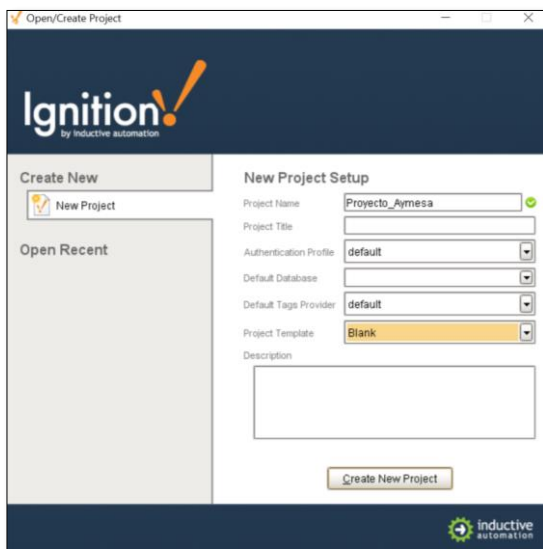 Open/Create Project
Ignition!
by inductive automation
Create New
New Project
Open Recent
New Project Setup
Project Name Proyecto_Aymesa
Project Title
Authentication Profile default
Default Database
Default Tags Provider default
Project Template Blank
Description
Create New Project
inductive
automation